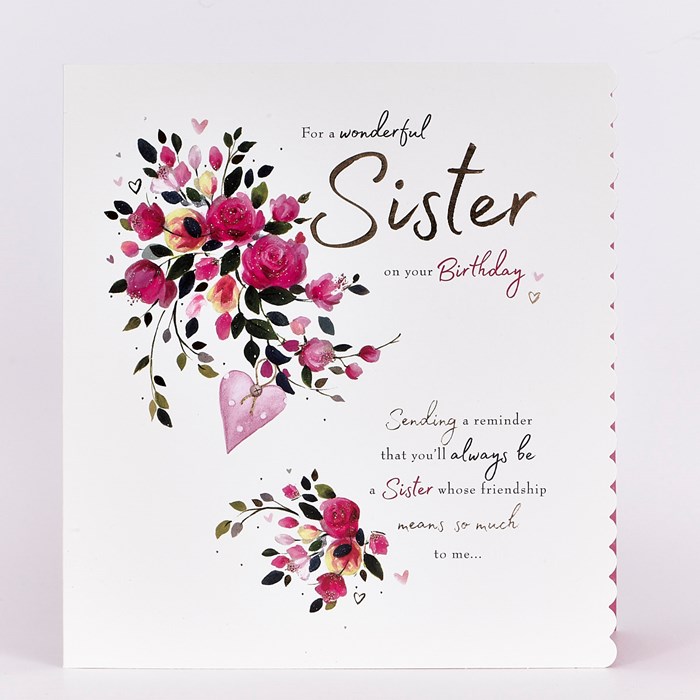 For a wonderful
Sister
on your Birthday
Sending a reminder
that you'll always be
a Sister whose friendship
means so much
to me...